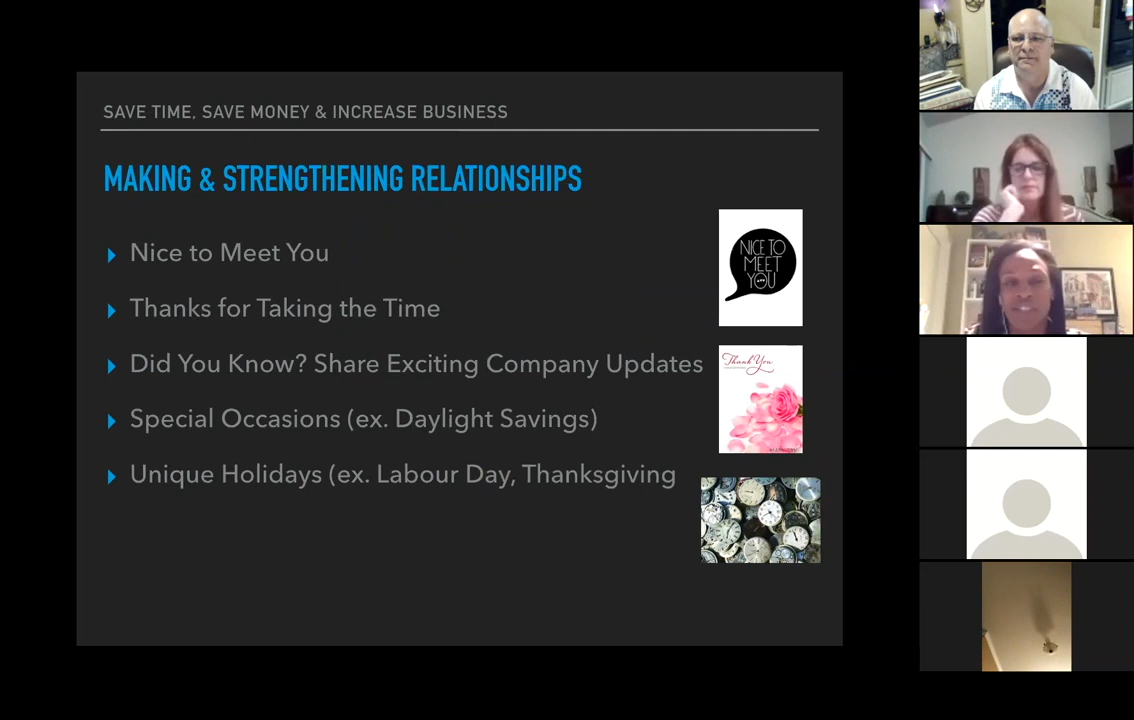 SAVE TIME, SAVE MONEY & INCREASE BUSINESS
MAKING & STRENGTHENING RELATIONSHIPS
Nice to Meet You
Thanks for Taking the Time
Did You Know? Share Exciting Company Updates
Special Occasions (ex. Daylight Savings)
Unique Holidays (ex. Labour Day, Thanksgiving
NICE TO
MEET
YOU
Thank You